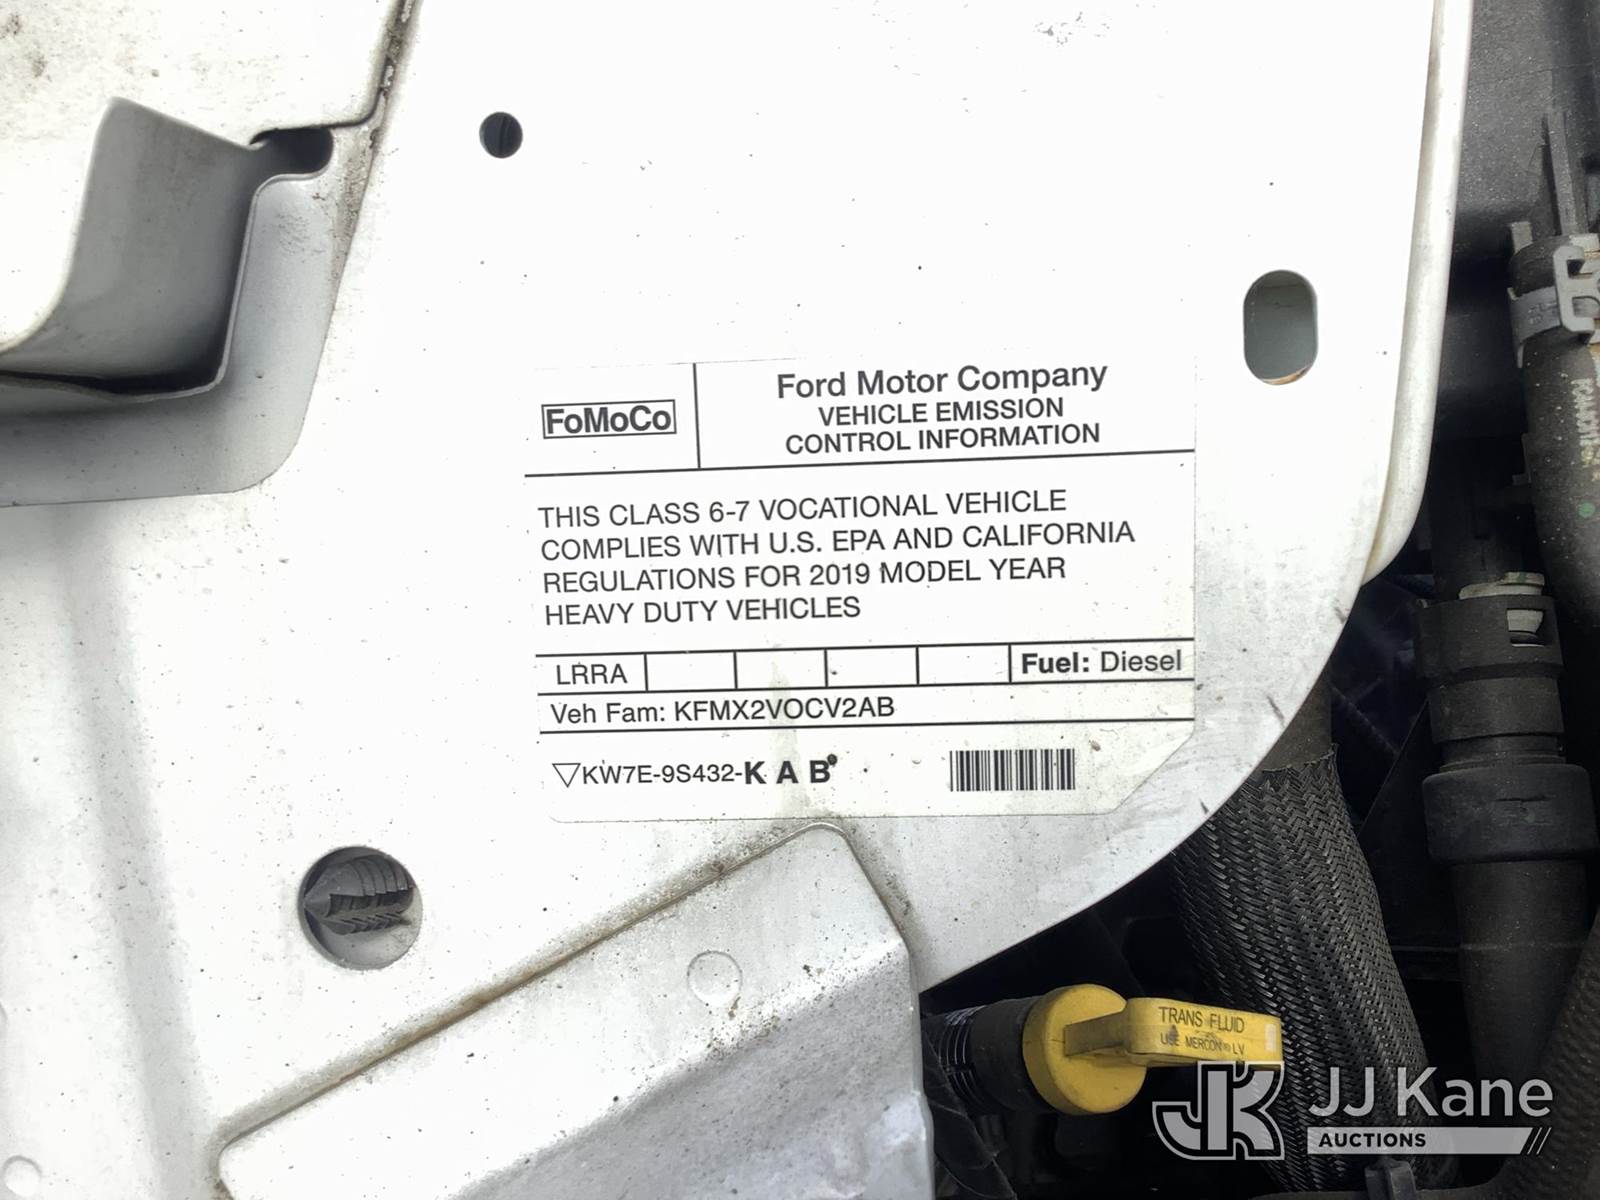 FoMoCo
Ford Motor Company
VEHICLE EMISSION
CONTROL INFORMATION
THIS CLASS 6-7 VOCATIONAL VEHICLE
COMPLIES WITH U.S. EPA AND CALIFORNIA
REGULATIONS FOR 2019 MODEL YEAR
HEAVY DUTY VEHICLES
LRRA
Fuel: Diesel
Veh Fam: KFMX2VOCV2AB
KW7E-9S432-K A B
TRANS FLUID
USE MERCON® LV
JK
JJ Kane
AUCTIONS